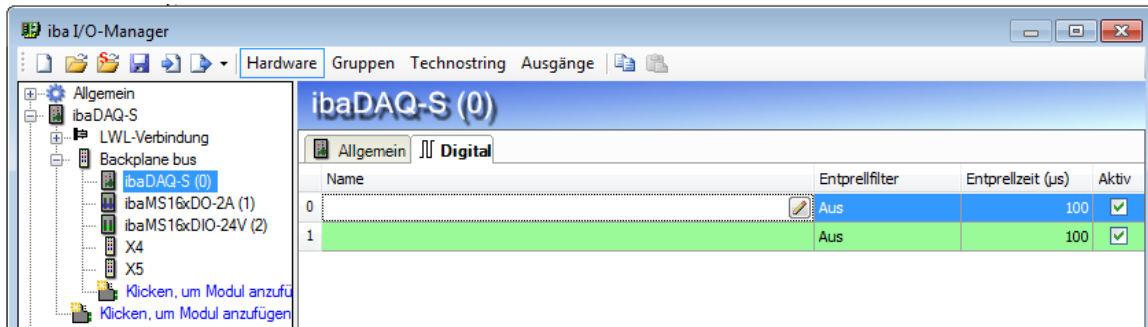 iba I/O-Manager
Hardware Gruppen Technostring Ausgänge
Allgemein
ibaDAQ-S
LWL-Verbindung
Backplane bus
ibaDAQ-S (0)
ibaMS16xDO-2A (1)
ibaMS16xDIO-24V (2)
X4
X5
Klicken, um Modul anzufü
Klicken, um Modul anzufügen
ibaDAQ-S (0)
Allgemein Digital
Name Entprellfilter Entprellzeit (µs) Aktiv
0 Aus 100
1 Aus 100